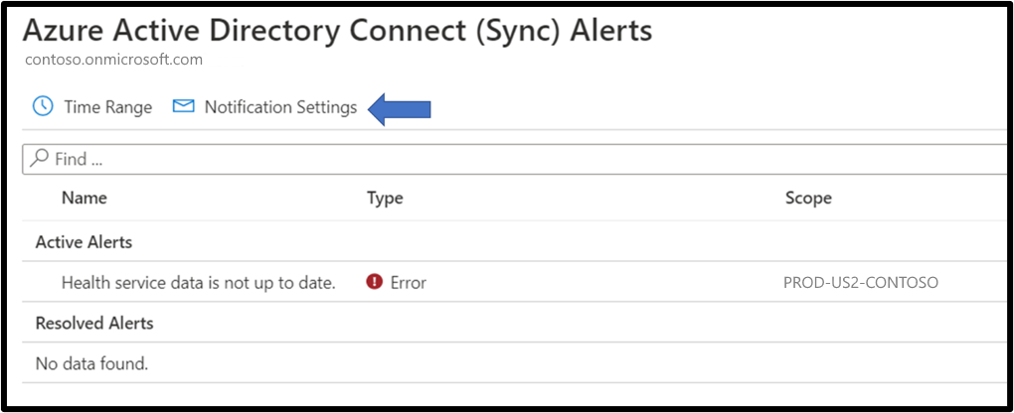 Azure Active Directory Connect (Sync) Alerts
contoso.onmicrosoft.com
Time Range Notification Settings
Find ...
Name Type Scope
Active Alerts
Health service data is not up to date. Error PROD-US2-CONTOSO
Resolved Alerts
No data found.